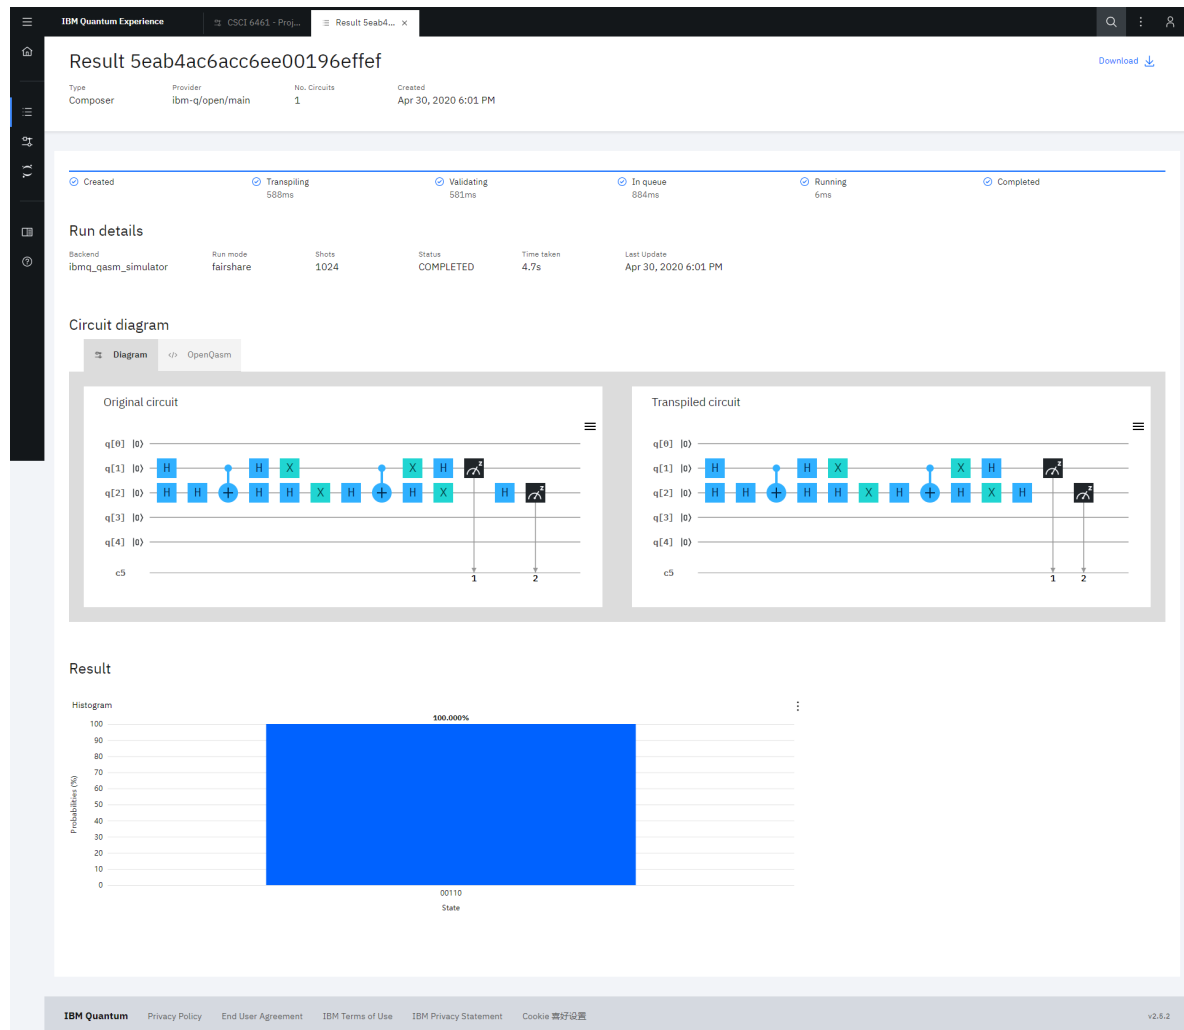 IBM Quantum Experience
CSCI 6461 - Proj...
Result 5eab4... ×
Result 5eab4ac6acc6ee00196effef
Download
Type Provider No. Circuits Created
Composer ibm-q/open/main 1 Apr 30, 2020 6:01 PM
Created Transpiling Validating In queue Running Completed
588ms 581ms 884ms 6ms
Run details
Backend Run mode Shots Status Time taken Last Update
ibmq_qasm_simulator fairshare 1024 COMPLETED 4.7s Apr 30, 2020 6:01 PM
Circuit diagram
Diagram </> OpenQasm
Original circuit
q[0] |0⟩
q[1] |0⟩ H H X X H z
q[2] |0⟩ H H + H H X H + H X H z
q[3] |0⟩
q[4] |0⟩
c5 1 2
Transpiled circuit
q[0] |0⟩
q[1] |0⟩ H H X X H z
q[2] |0⟩ H H + H H X H + H X H z
q[3] |0⟩
q[4] |0⟩
c5 1 2
Result
Histogram
100.000%
Probabilities (%)
100
90
80
70
60
50
40
30
20
10
0
00110
State
IBM Quantum Privacy Policy End User Agreement IBM Terms of Use IBM Privacy Statement Cookie 喜好设置 v2.5.2